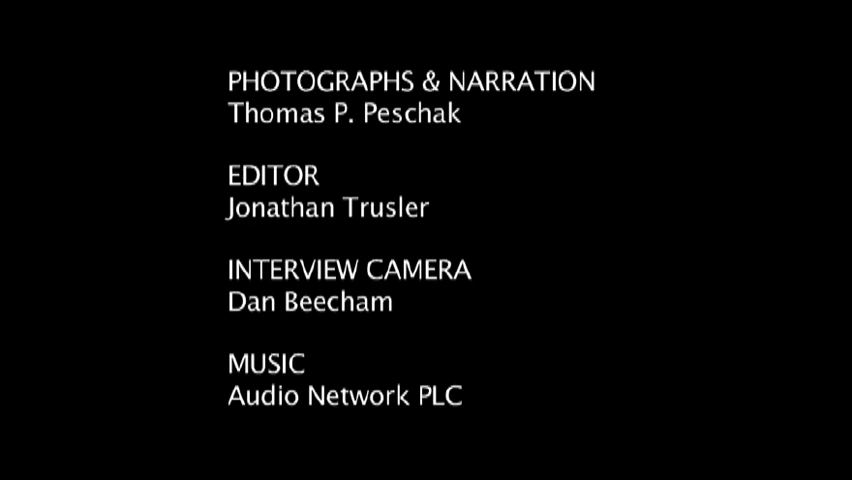 PHOTOGRAPHS & NARRATION
Thomas P. Peschak
EDITOR
Jonathan Trusler
INTERVIEW CAMERA
Dan Beecham
MUSIC
Audio Network PLC